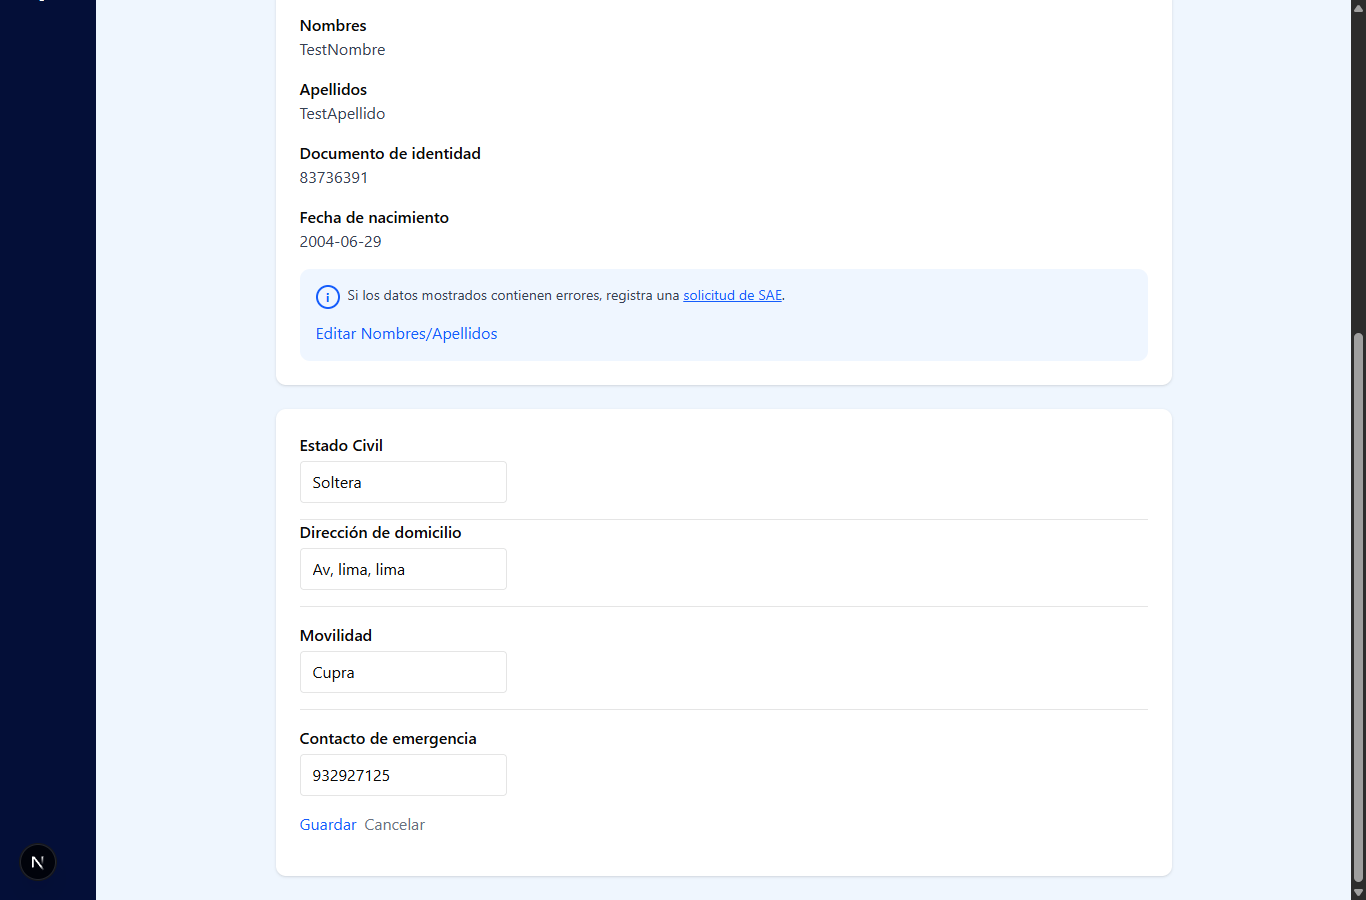 Nombres
TestNombre
Apellidos
TestApellido
Documento de identidad
83736391
Fecha de nacimiento
2004-06-29
Si los datos mostrados contienen errores, registra una solicitud de SAE.
Editar Nombres/Apellidos
Estado Civil
Soltera
Dirección de domicilio
Av, lima, lima
Movilidad
Cupra
Contacto de emergencia
932927125
Guardar Cancelar
N